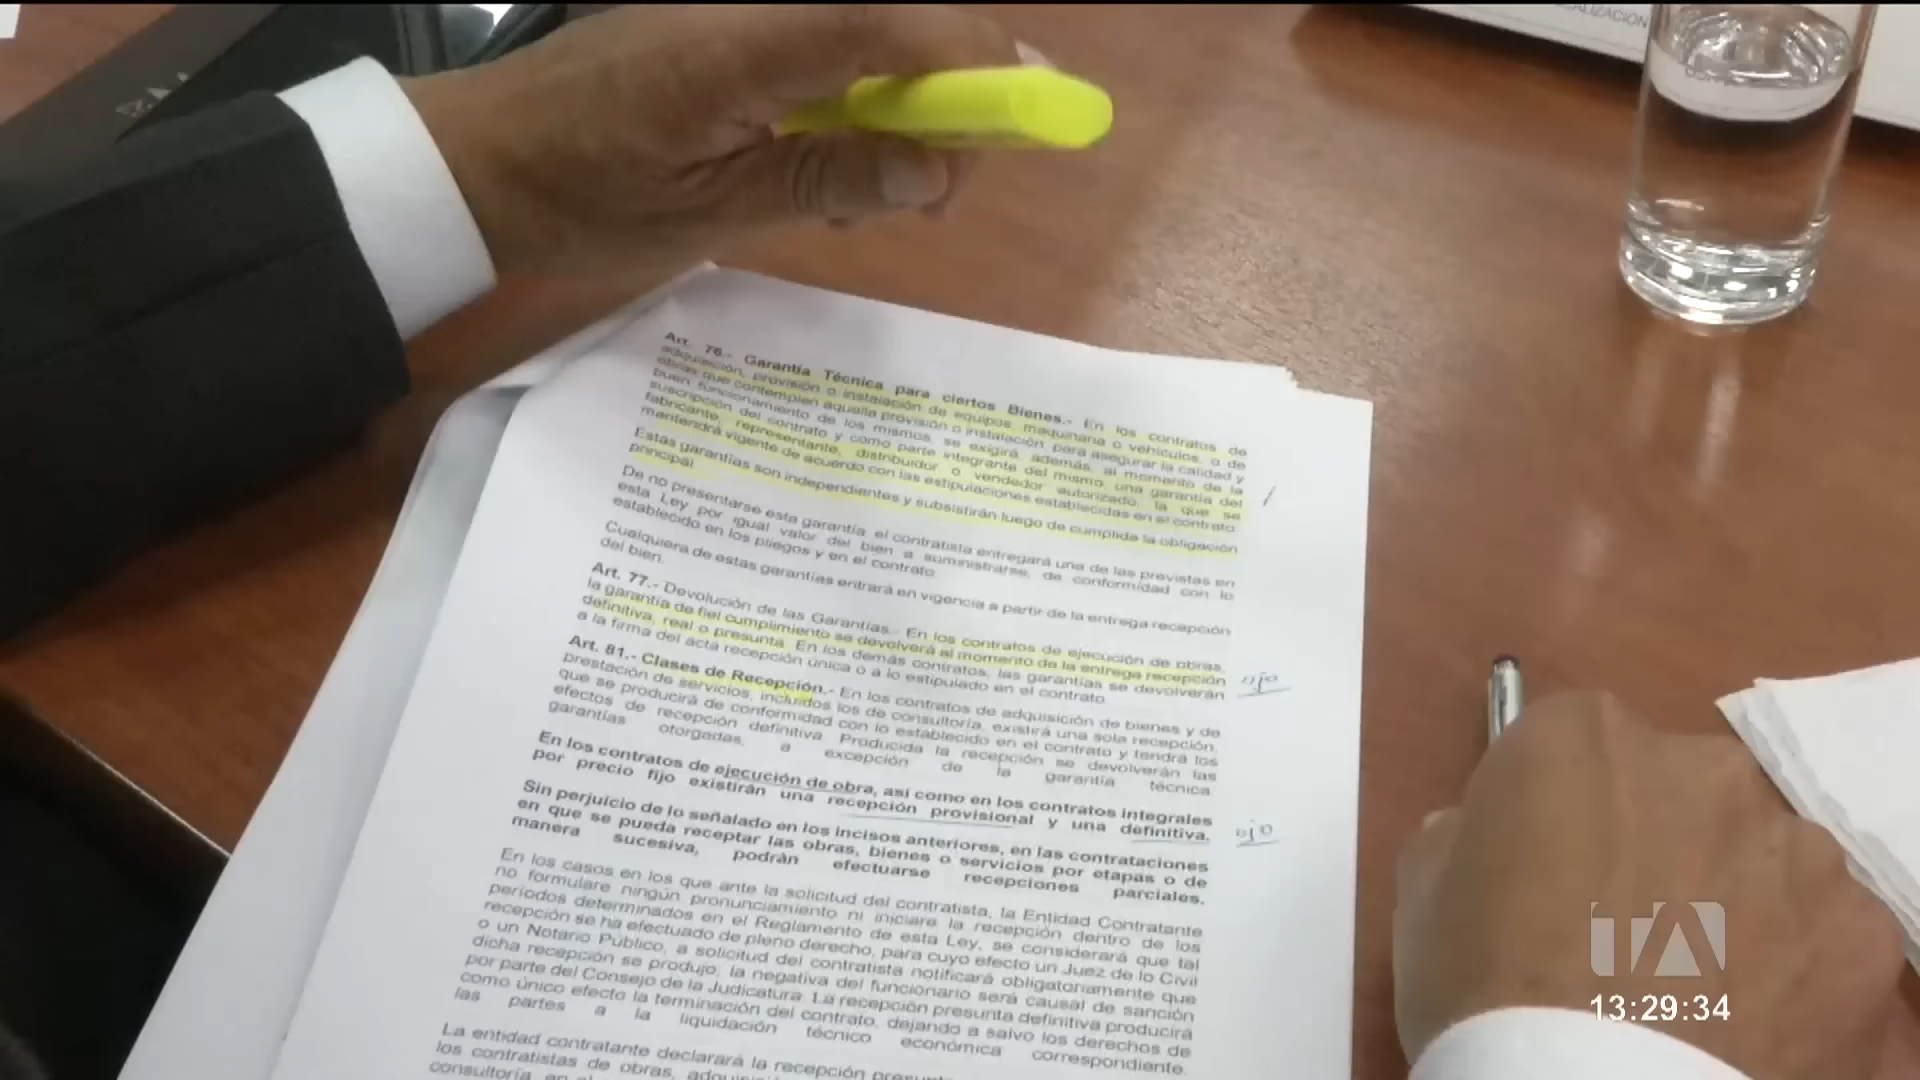 ALIZACIÓN
Art. 76.- Garantía Técnica para ciertos Bienes.- En los contratos de
adquisición, provisión o instalación de equipos, maquinaria o vehículos, o de
obras que contemplen aquella provisión o instalación para asegurar la calidad y
buen funcionamiento de los mismos, se exigirá, además, al momento de la
suscripción del contrato y como parte integrante del mismo, una garantía del
fabricante, representante, distribuidor o vendedor autorizado, la que se
mantendrá vigente de acuerdo con las estipulaciones establecidas en el contrato
principal.
Estas garantías son independientes y subsistirán luego de cumplida la obligación
De no presentarse esta garantía, el contratista entregará una de las previstas en
esta Ley por igual valor del bien a suministrarse, de conformidad con lo
establecido en los pliegos y en el contrato.
Cualquiera de estas garantías entrará en vigencia a partir de la entrega recepción
del bien.
Art. 77.- Devolución de las Garantías.- En los contratos de ejecución de obras,
la garantía de fiel cumplimiento se devolverá al momento de la entrega recepción
definitiva, real o presunta. En los demás contratos, las garantías se devolverán
a la firma del acta recepción única o a lo estipulado en el contrato.
ojo
Art. 81.- Clases de Recepción.- En los contratos de adquisición de bienes y de
prestación de servicios, incluidos los de consultoría, existirá una sola recepción,
que se producirá de conformidad con lo establecido en el contrato y tendrá los
efectos de recepción definitiva Producida la recepción se devolverán las
garantías otorgadas, a excepción de la garantía técnica.
En los contratos de ejecución de obra, así como en los contratos integrales
por precio fijo existirán una recepción provisional y una definitiva.
ojo
Sin perjuicio de lo señalado en los incisos anteriores, en las contrataciones
en que se pueda receptar las obras, bienes o servicios por etapas o de
manera sucesiva, podrán efectuarse recepciones parciales.
En los casos en los que ante la solicitud del contratista, la Entidad Contratante
no formulare ningún pronunciamiento ni iniciare la recepción dentro de los
períodos determinados en el Reglamento de esta Ley, se considerará que tal
recepción se ha efectuado de pleno derecho, para cuyo efecto un Juez de lo Civil
o un Notario Público, a solicitud del contratista notificará obligatoriamente que
dicha recepción se produjo, la negativa del funcionario será causal de sanción
por parte del Consejo de la Judicatura. La recepción presunta definitiva producirá
como único efecto la terminación del contrato, dejando a salvo los derechos de
las partes a la liquidación técnico económica correspondiente.
La entidad contratante declarará la recepción
los contratistas de obras,
consultoría,
TA
13:29:34